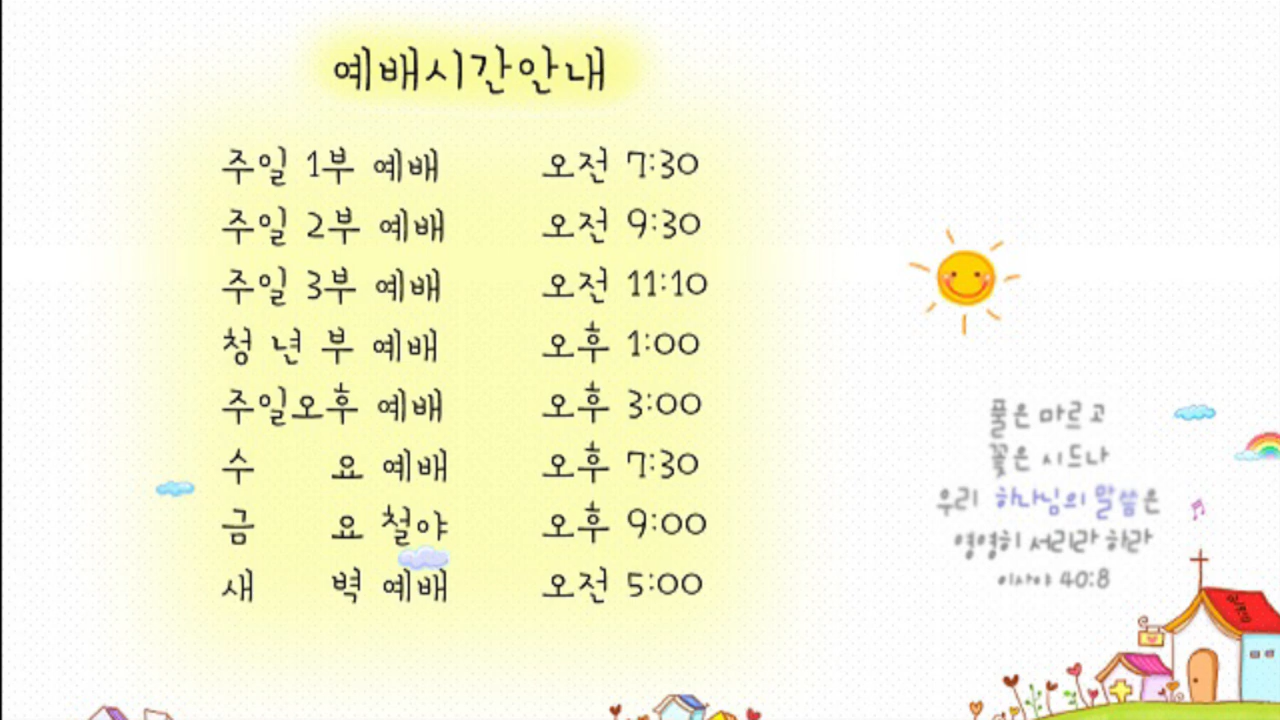 예배시간안내
주일 1부 예배 오전 7:30
주일 2부 예배 오전 9:30
주일 3부 예배 오전 11:10
청 년 부 예배 오후 1:00
주일오후 예배 오후 3:00
수 요 예배 오후 7:30
금 요 철야 오후 9:00
새 벽 예배 오전 5:00
풀은 마르고
꽃은 시드나
우리 하나님의 말씀은
영영히 서리라 하라
이사야 40:8